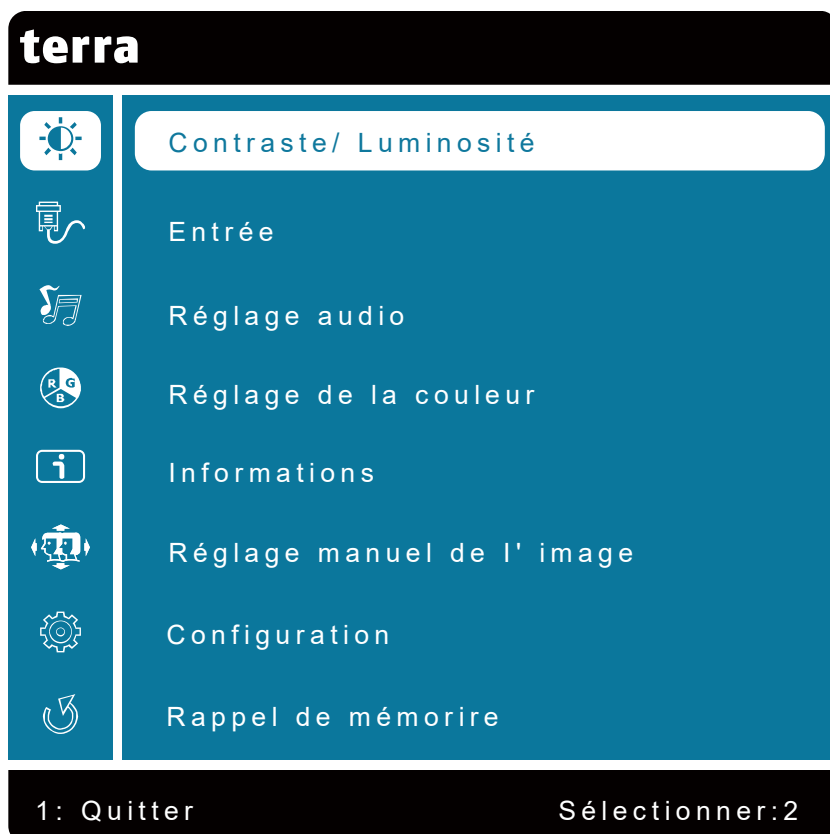 terra
Contraste/ Luminosité
Entrée
Réglage audio
R G
B
Réglage de la couleur
Informations
Réglage manuel de I' image
Configuration
Rappel de mémorire
1: Quitter Sélectionner:2